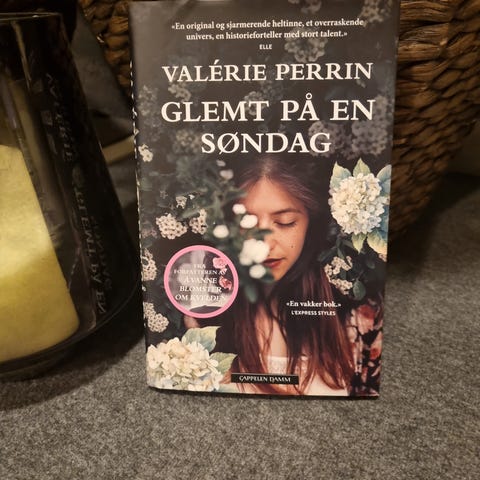 «En original og sjarmerende heltinne, et overraskende
univers, en historieforteller med stort talent.»
ELLE
VALÉRIE PERRIN
GLEMT PÅ EN
SØNDAG
FRA
FORFATTEREN AV
Å VANNE
BLOMSTER
OM KVELDEN
«En vakker bok.»
L'EXPRESS STYLES
CAPPELEN DAMM